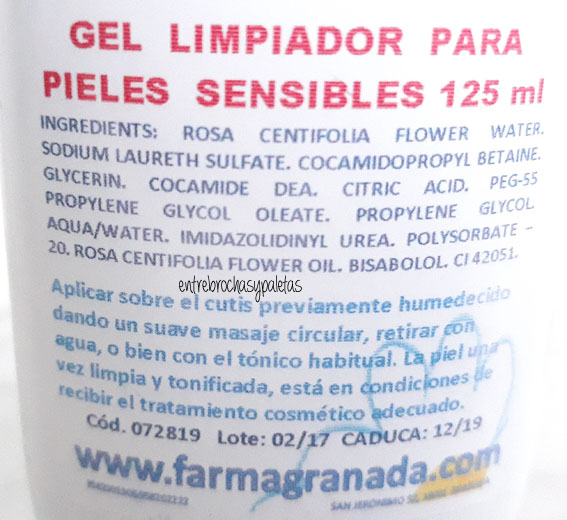 GEL LIMPIADOR PARA
PIELES SENSIBLES 125 ml
INGREDIENTS: ROSA CENTIFOLIA FLOWER WATER.
SODIUM LAURETH SULFATE. COCAMIDOPROPYL BETAINE.
GLYCERIN. COCAMIDE DEA. CITRIC ACID. PEG-55
PROPYLENE GLYCOL OLEATE. PROPYLENE GLYCOL.
AQUA/WATER. IMIDAZOLIDINYL UREA. POLYSORBATE –
20. ROSA CENTIFOLIA FLOWER OIL. BISABOLOL. CI 42051.
entrebrochasypaletas
Aplicar sobre el cutis previamente humedecido
dando un suave masaje circular, retirar con
agua, o bien con el tónico habitual. La piel una
vez limpia y tonificada, está en condiciones de
recibir el tratamiento cosmético adecuado.
Cód. 072819 Lote: 02/17 CADUCA: 12/19
www.farmagranada.com
SAN JERONIMO